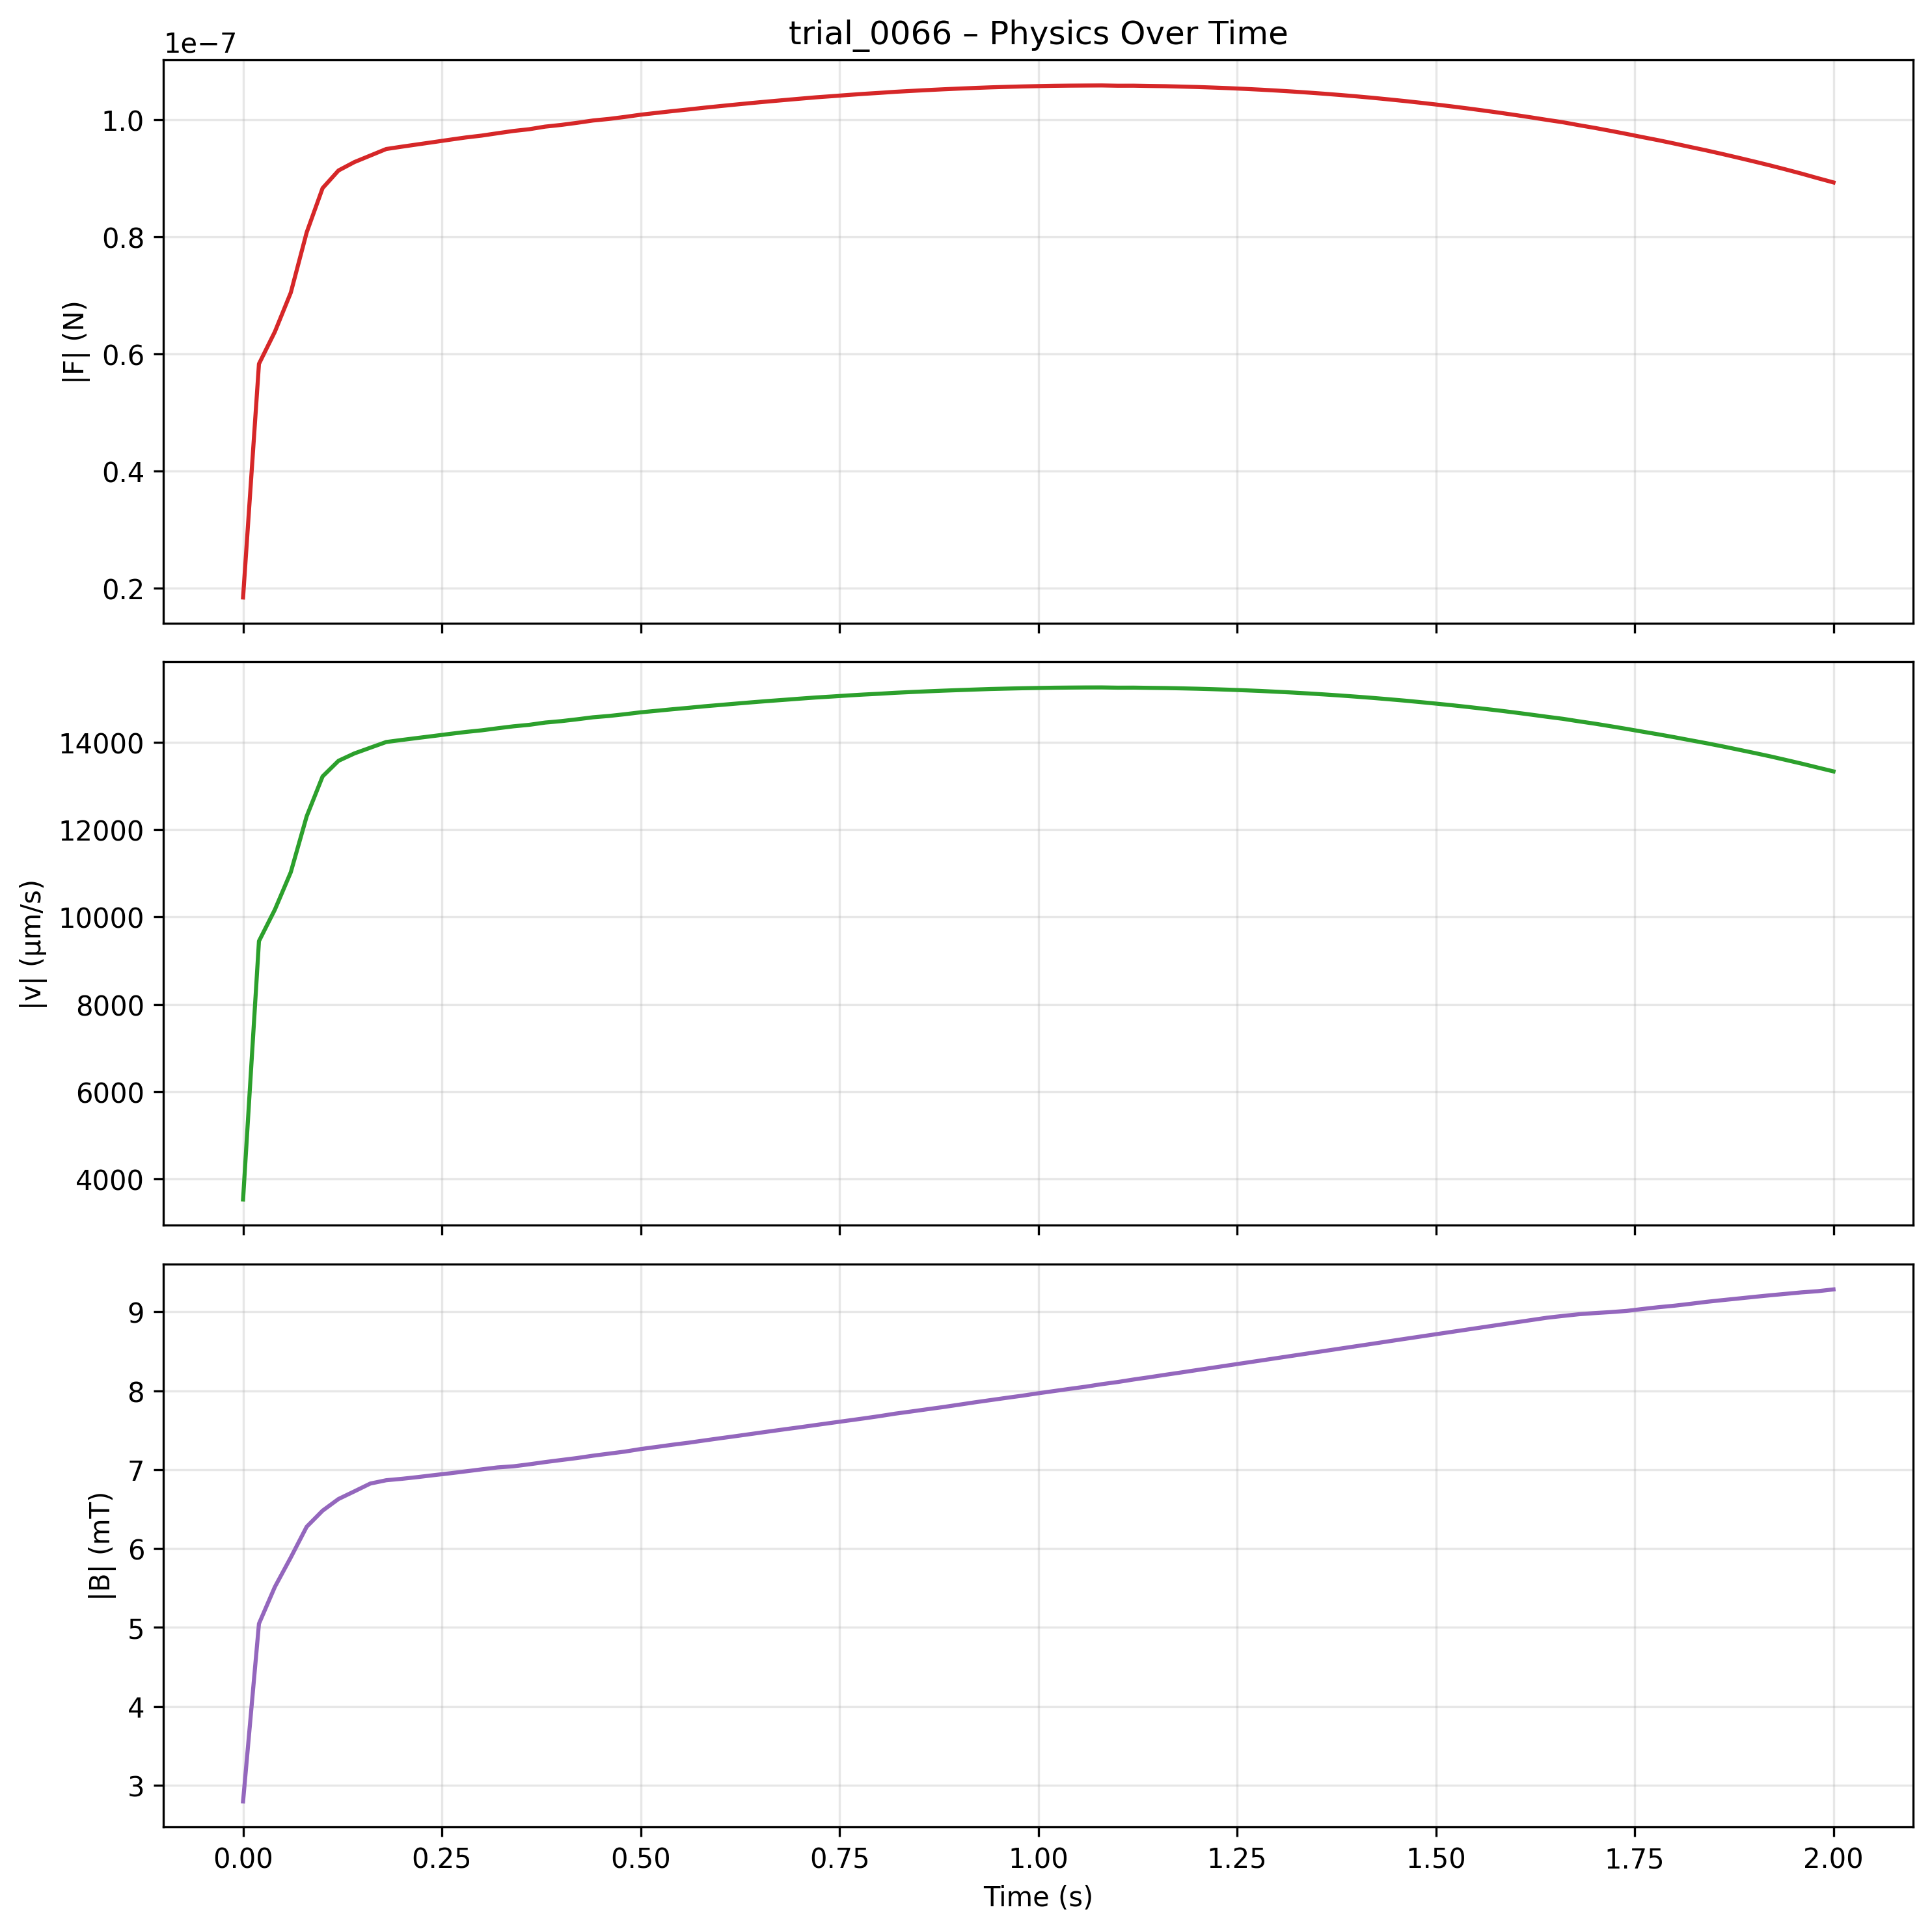 trial_0066 – Physics Over Time
1e−7
1.0
0.8
0.6
0.4
0.2
|F| (N)
14000
12000
10000
8000
6000
4000
|v| (µm/s)
9
8
7
6
5
4
3
|B| (mT)
0.00 0.25 0.50 0.75 1.00 1.25 1.50 1.75 2.00
Time (s)